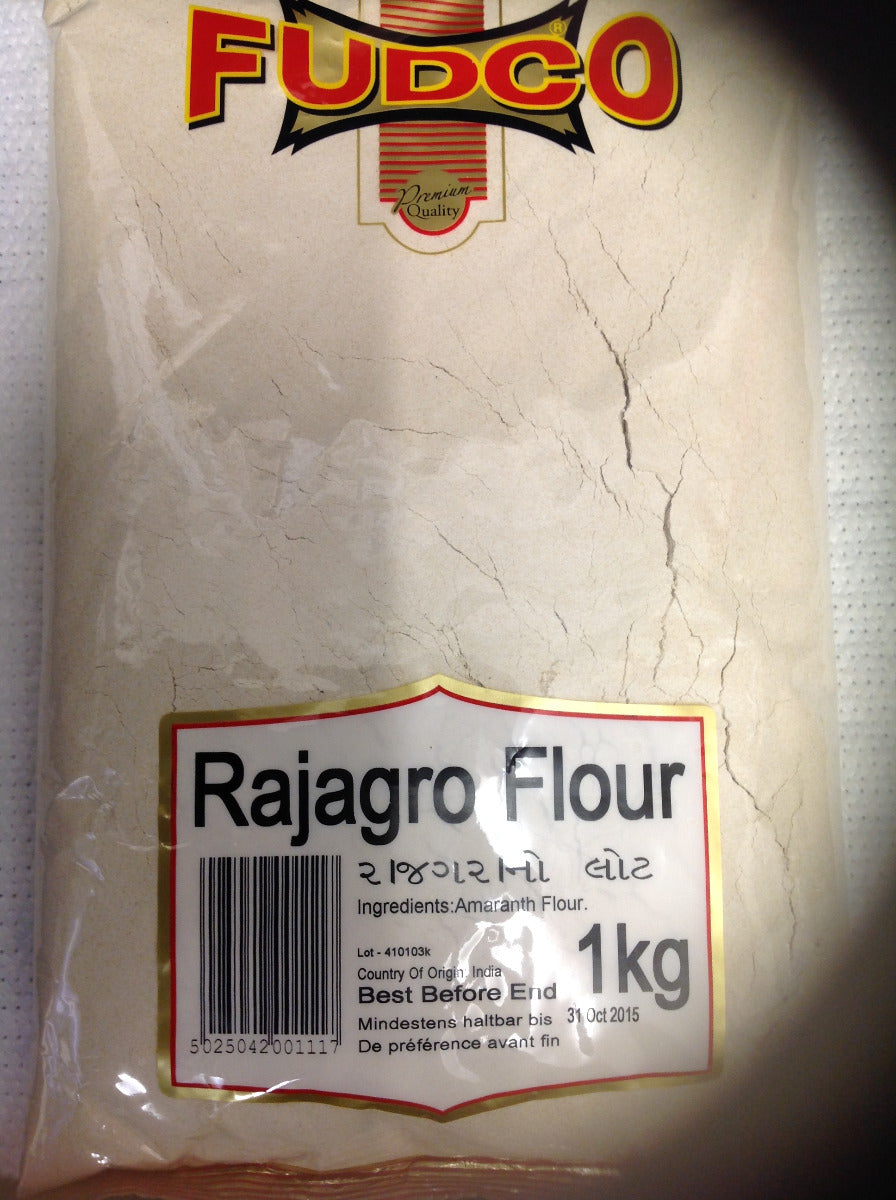 FUDCO
®
Premium
Quality
Rajagro Flour
રાજગરાનો લોટ
Ingredients:Amaranth Flour.
1kg
Lot - 410103k
Country Of Origin. India
Best Before End
Mindestens haltbar bis 31 Oct 2015
De préférence avant fin
5025042001117